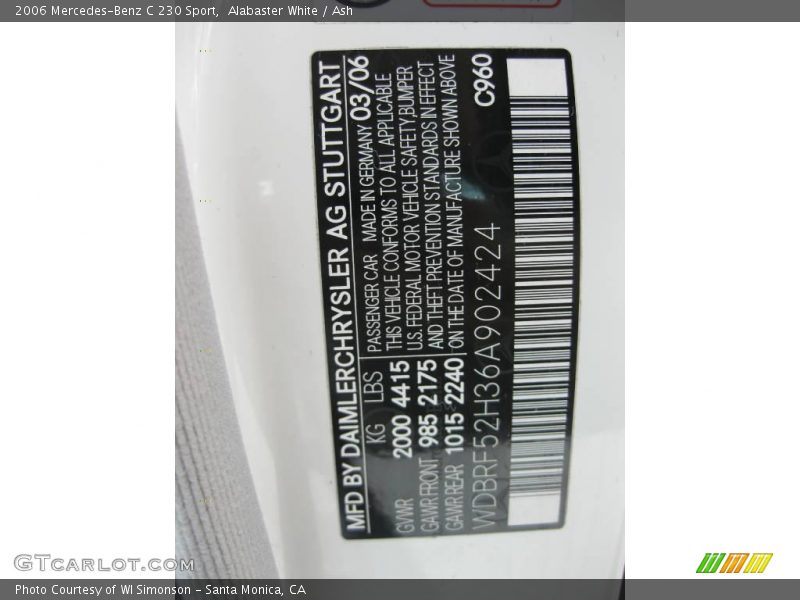 2006 Mercedes-Benz C 230 Sport,  Alabaster White / Ash
MFD BY DAIMLERCHRYSLER AG STUTTGART
KG LBS PASSENGER CAR MADE IN GERMANY 03/06
GVWR 2000 4415 THIS VEHICLE CONFORMS TO ALL APPLICABLE
GAWR FRONT 985 2175 U.S. FEDERAL MOTOR VEHICLE SAFETY,BUMPER
AND THEFT PREVENTION STANDARDS IN EFFECT
GAWR REAR 1015 2240 ON THE DATE OF MANUFACTURE SHOWN ABOVE
WDBRF52H36A902424 C960
GTCARLOT.COM
Photo Courtesy of WI Simonson - Santa Monica, CA